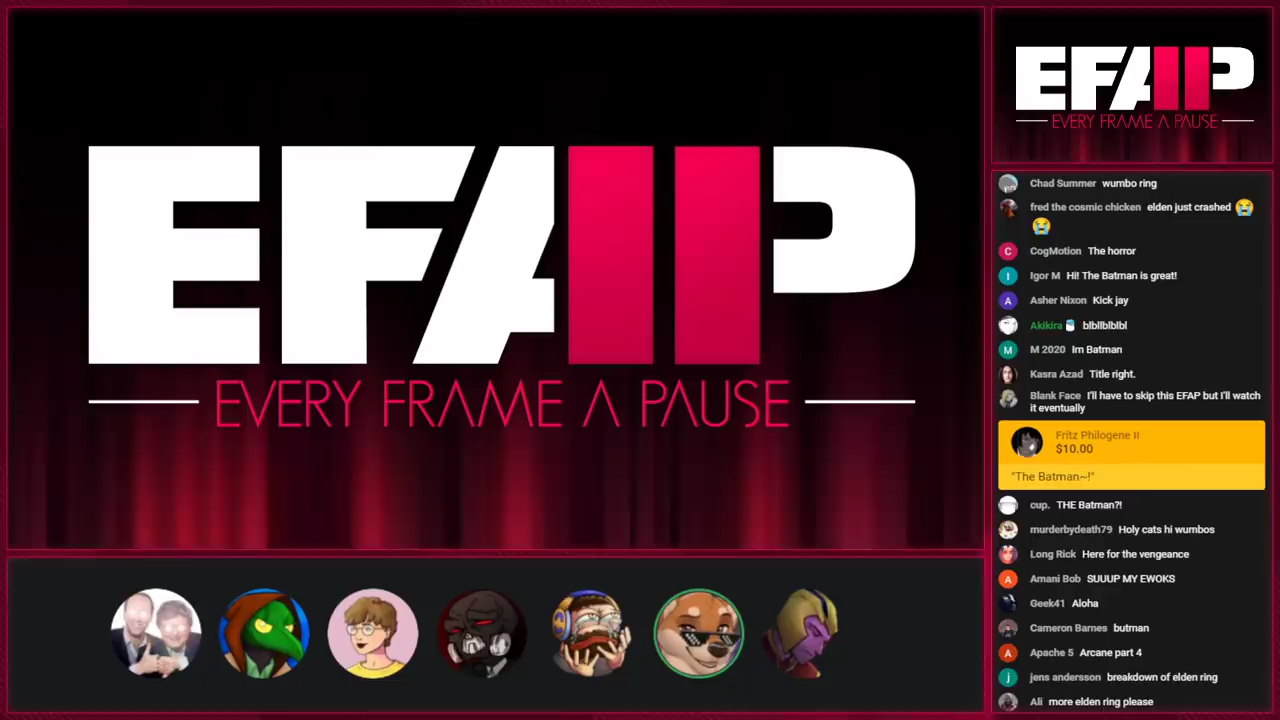 EFAP
EVERY FRAME A PAUSE
EFAP
EVERY FRAME A PAUSE
Chad Summer wumbo ring
fred the cosmic chicken elden just crashed 😭
😭
C CogMotion The horror
I Igor M Hi! The Batman is great!
A Asher Nixon Kick jay
Akikira blbllblblbl
M M 2020 Im Batman
Kasra Azad Title right.
Blank Face I'll have to skip this EFAP but I'll watch
it eventually
Fritz Philogene II
$10.00
"The Batman~!"
cup. THE Batman?!
murderbydeath79 Holy cats hi wumbos
Long Rick Here for the vengeance
A Amani Bob SUUUP MY EWOKS
Geek41 Aloha
Cameron Barnes butman
A Apache 5 Arcane part 4
j jens andersson breakdown of elden ring
Ali more elden ring please